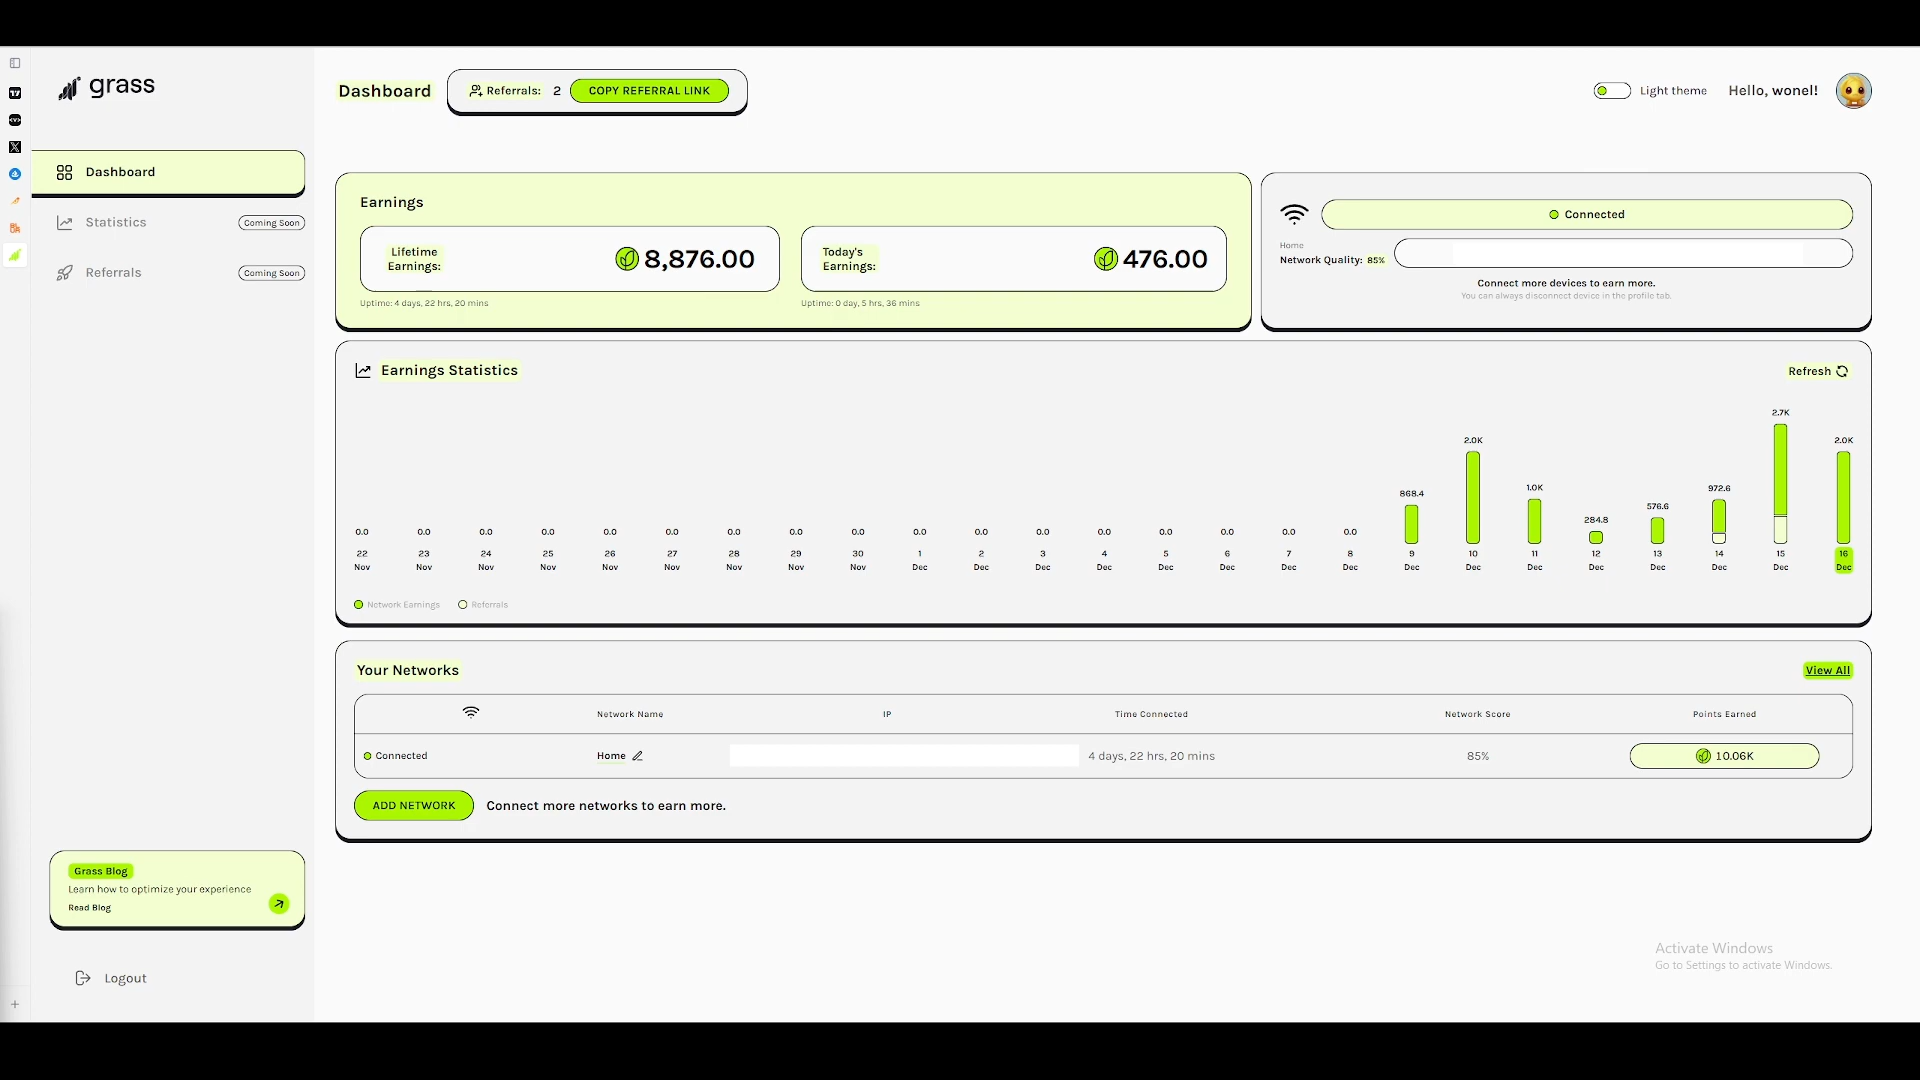 grass
Dashboard
Referrals: 2 COPY REFERRAL LINK
Light theme
Hello, wonel!
Dashboard
Statistics Coming Soon
Referrals Coming Soon
Earnings
Lifetime
Earnings:
8,876.00
Uptime: 4 days, 22 hrs, 20 mins
Today's
Earnings:
476.00
Uptime: 0 day, 5 hrs, 36 mins
Connected
Home
Network Quality: 85%
Connect more devices to earn more.
You can always disconnect device in the profile tab.
Earnings Statistics
Refresh
0.0 0.0 0.0 0.0 0.0 0.0 0.0 0.0 0.0 0.0 0.0 0.0 0.0 0.0 0.0 0.0 0.0 868.4 2.0K 1.0K 284.8 576.6 972.6 2.7K 2.0K
22 23 24 25 26 27 28 29 30 1 2 3 4 5 6 7 8 9 10 11 12 13 14 15 16
Nov Nov Nov Nov Nov Nov Nov Nov Nov Dec Dec Dec Dec Dec Dec Dec Dec Dec Dec Dec Dec Dec Dec Dec Dec
Network Earnings Referrals
Your Networks
View All
Network Name IP Time Connected Network Score Points Earned
Connected Home 4 days, 22 hrs, 20 mins 85% 10.06K
ADD NETWORK Connect more networks to earn more.
Grass Blog
Learn how to optimize your experience
Read Blog
Logout
Activate Windows
Go to Settings to activate Windows.